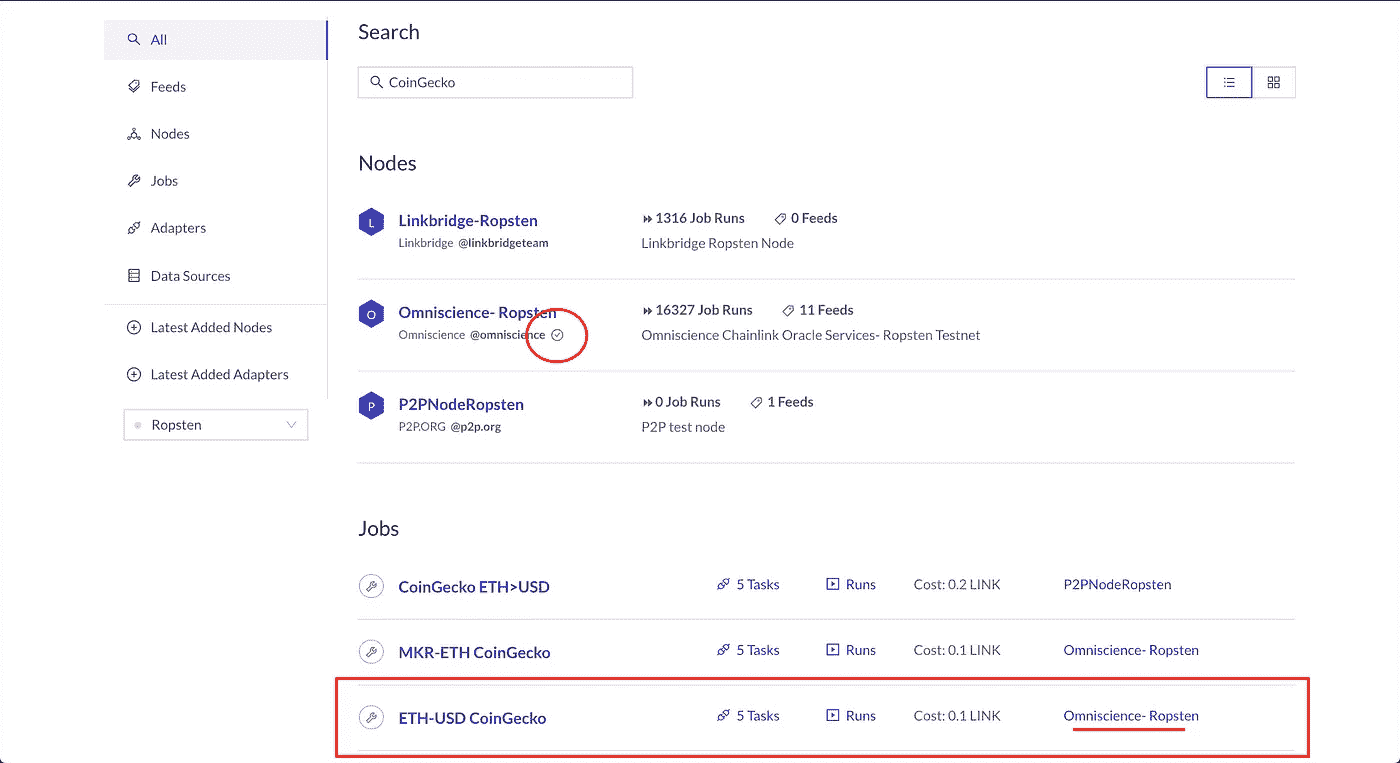 All
Feeds
Nodes
Jobs
Adapters
Data Sources
Latest Added Nodes
Latest Added Adapters
Ropsten
Search
CoinGecko
Nodes
L Linkbridge-Ropsten 1316 Job Runs 0 Feeds
Linkbridge @linkbridgeteam Linkbridge Ropsten Node
O Omniscience- Ropsten 16327 Job Runs 11 Feeds
Omniscience @omniscience Omniscience Chainlink Oracle Services- Ropsten Testnet
P P2PNodeRopsten 0 Job Runs 1 Feeds
P2P.ORG @p2p.org P2P test node
Jobs
CoinGecko ETH>USD 5 Tasks Runs Cost: 0.2 LINK P2PNodeRopsten
MKR-ETH CoinGecko 5 Tasks Runs Cost: 0.1 LINK Omniscience- Ropsten
ETH-USD CoinGecko 5 Tasks Runs Cost: 0.1 LINK Omniscience- Ropsten